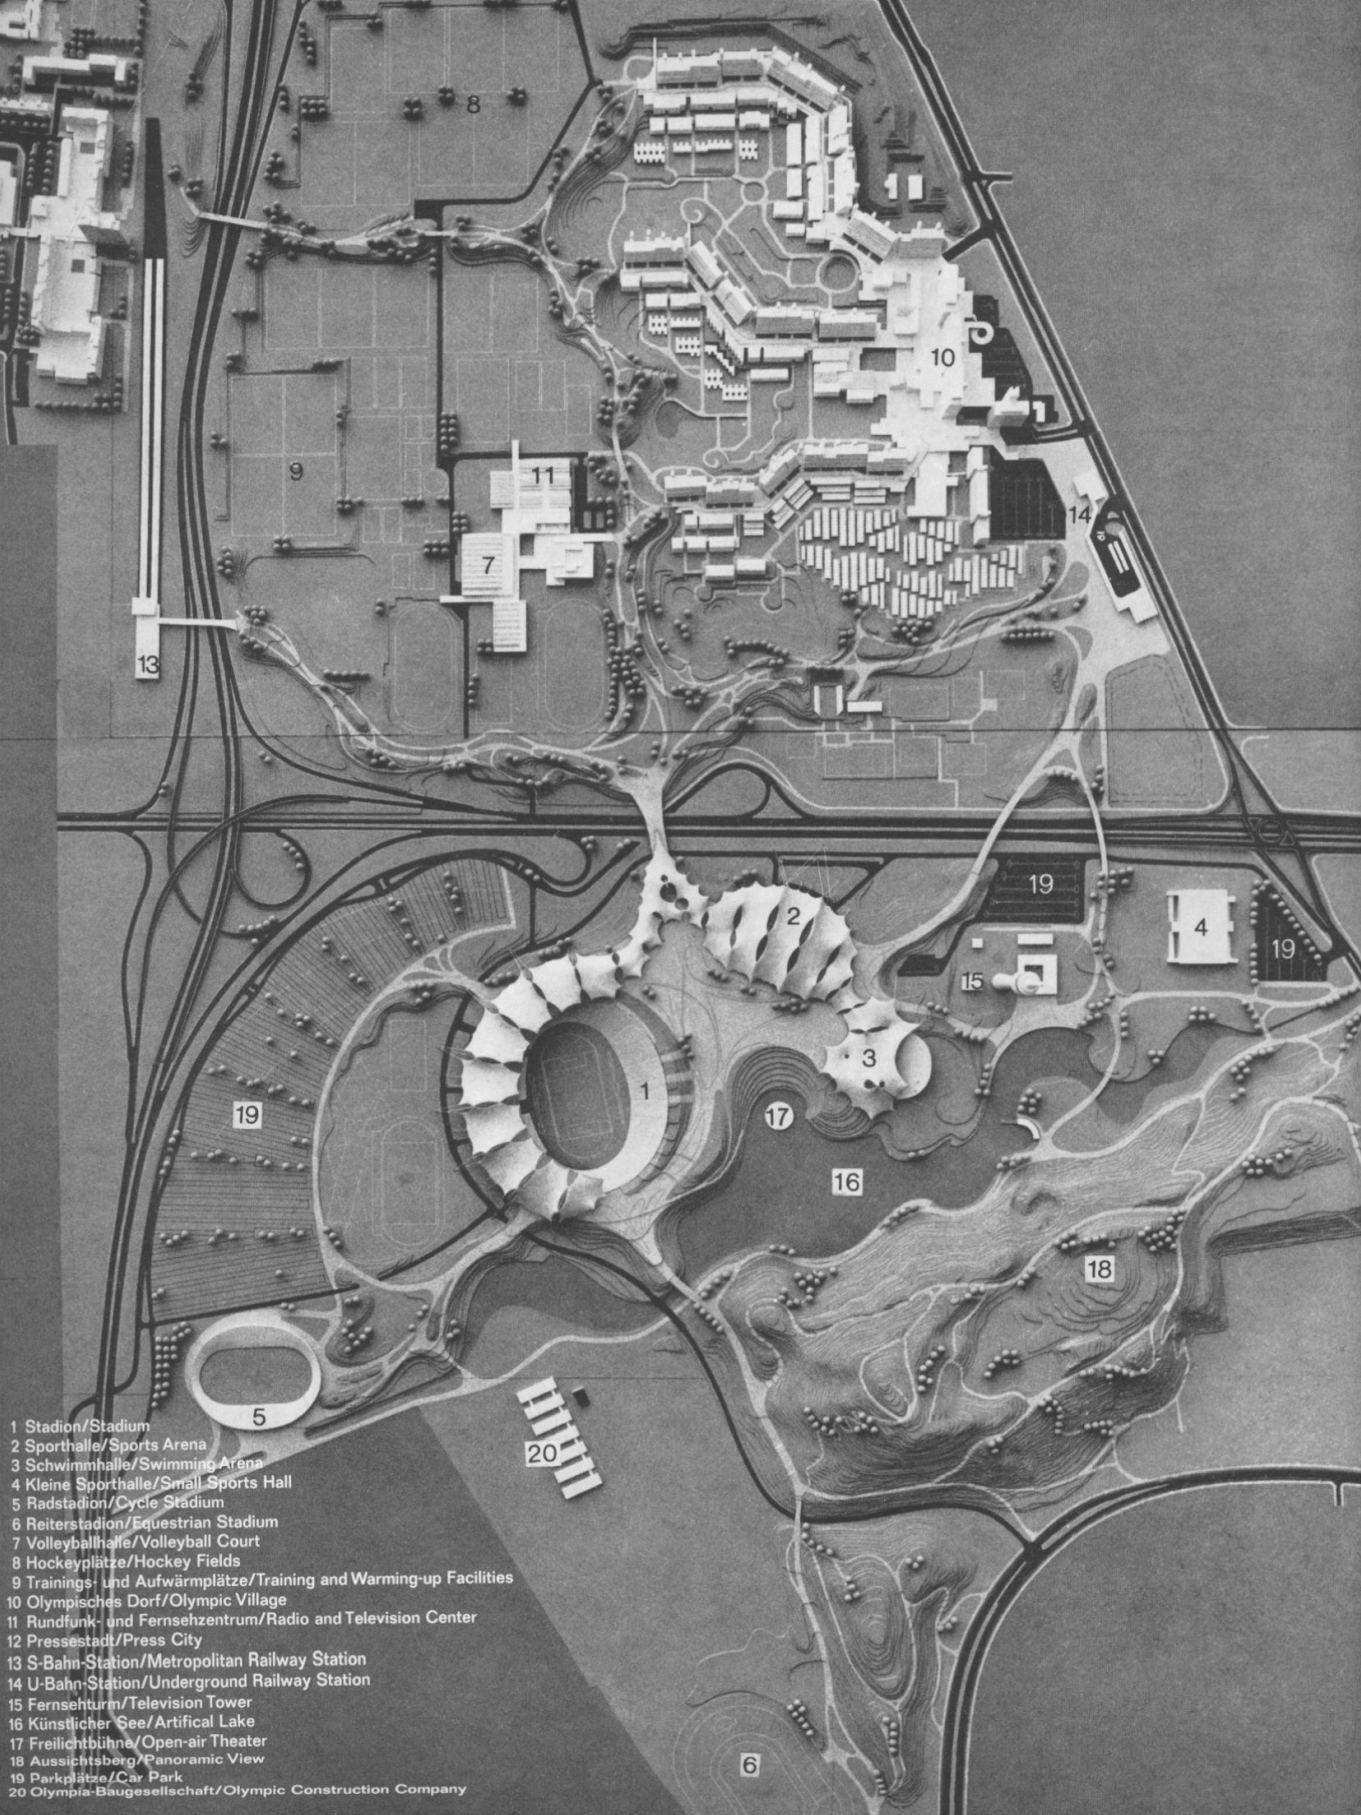 8
10
9
11
7
14
19
13
19
2
4
19
15
3
1
19
17
16
18
5
20
1 Stadion/Stadium
2 Sporthalle/Sports Arena
3 Schwimmhalle/Swimming Arena
4 Kleine Sporthalle/Small Sports Hall
5 Radstadion/Cycle Stadium
6 Reiterstadion/Equestrian Stadium
7 Volleyballhalle/Volleyball Court
8 Hockeyplätze/Hockey Fields
9 Trainings- und Aufwärmplätze/Training and Warming-up Facilities
10 Olympisches Dorf/Olympic Village
11 Rundfunk- und Fernsehzentrum/Radio and Television Center
12 Pressestadt/Press City
13 S-Bahn-Station/Metropolitan Railway Station
14 U-Bahn-Station/Underground Railway Station
15 Fernsehturm/Television Tower
16 Künstlicher See/Artifical Lake
17 Freilichtbühne/Open-air Theater
18 Aussichtsberg/Panoramic View
19 Parkplätze/Car Park
20 Olympia-Baugesellschaft/Olympic Construction Company
6